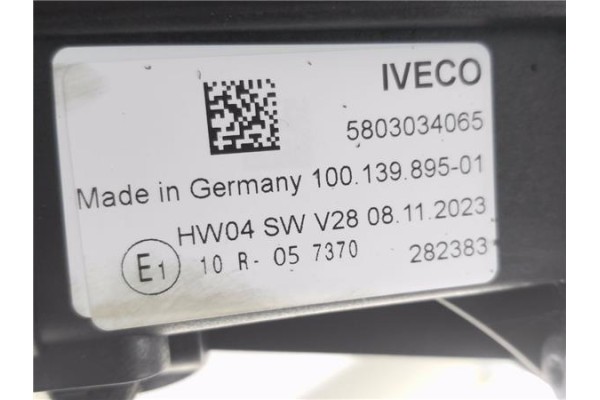 IVECO
5803034065
Made in Germany 100.139.895-01
HW04 SW V28 08.11.2023
E1 10 R- 05 7370 282383